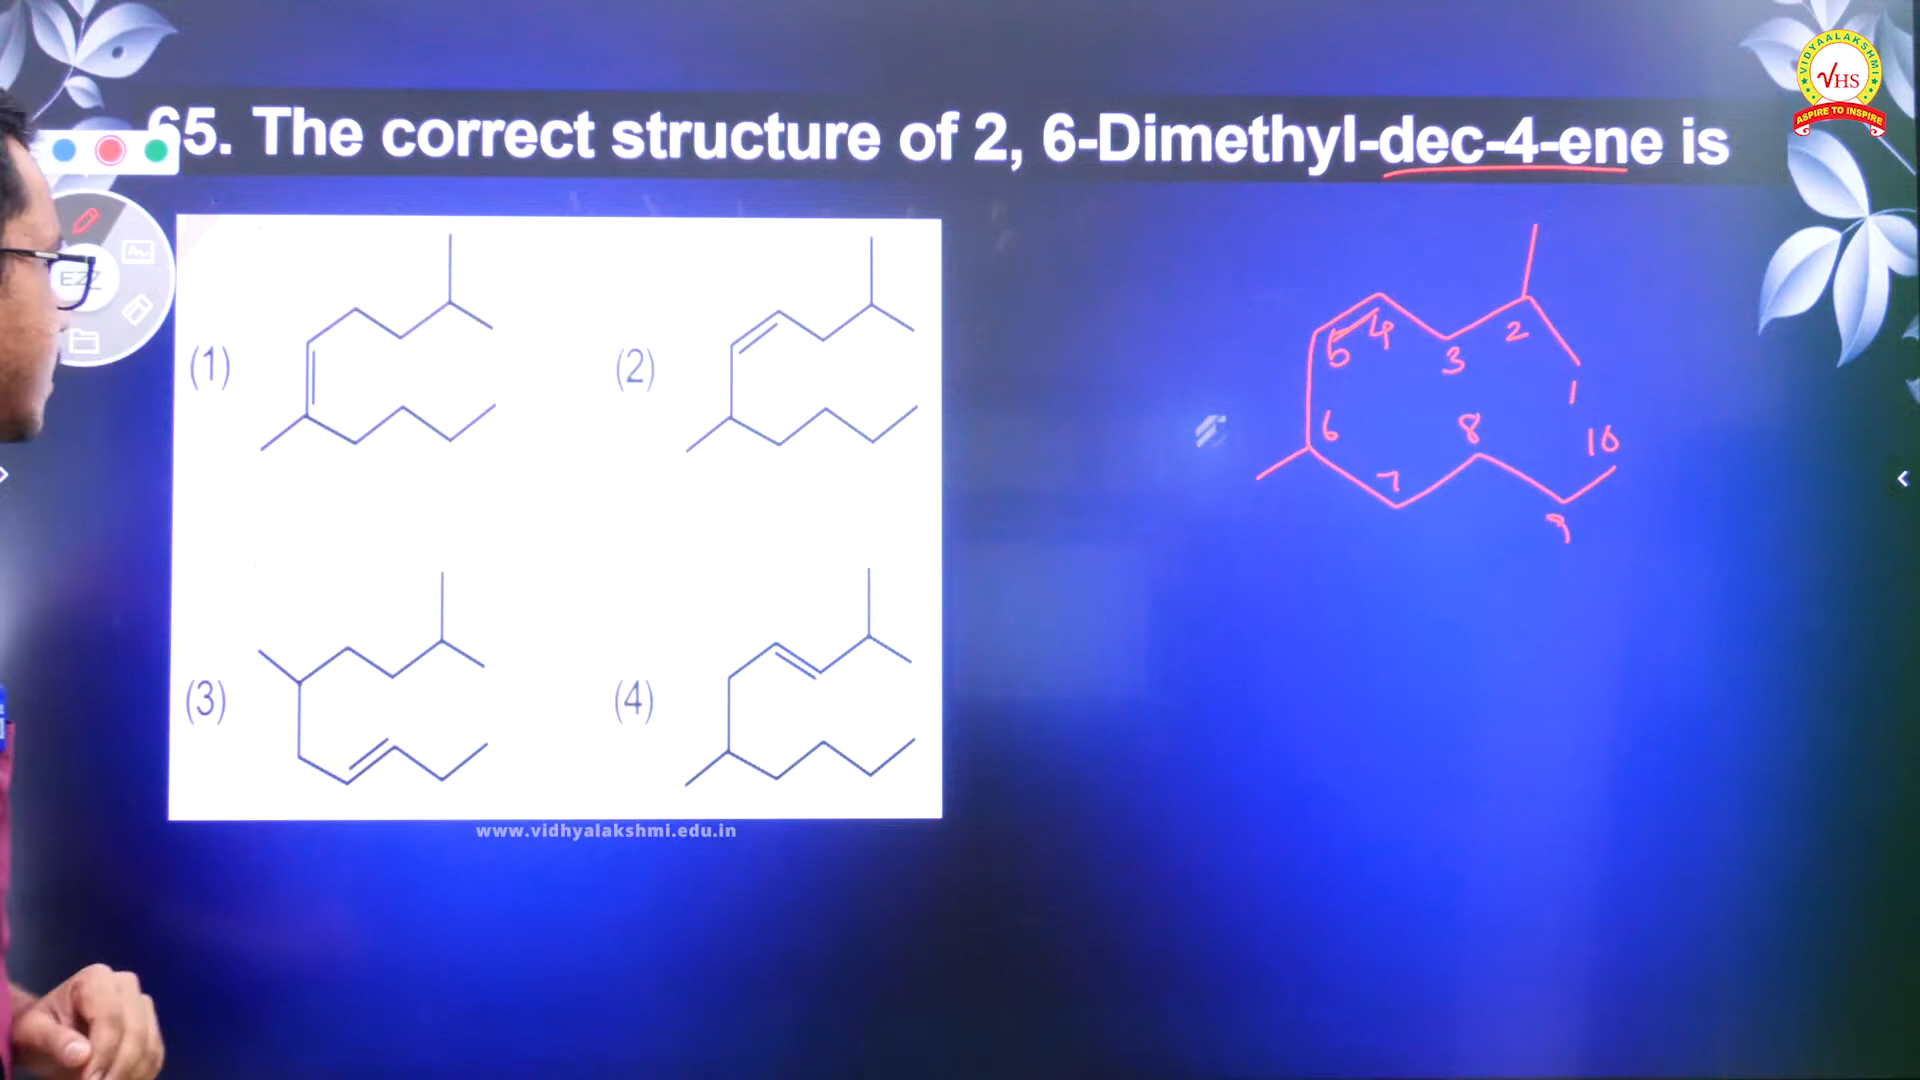 65. The correct structure of 2, 6-Dimethyl-dec-4-ene is
VIDYAALAKSHMI
VHS
ASPIRE TO INSPIRE
EZZ
(1)
(2)
5 4 3 2
1
6 8 10
7
9
(3)
(4)
www.vidhyalakshmi.edu.in